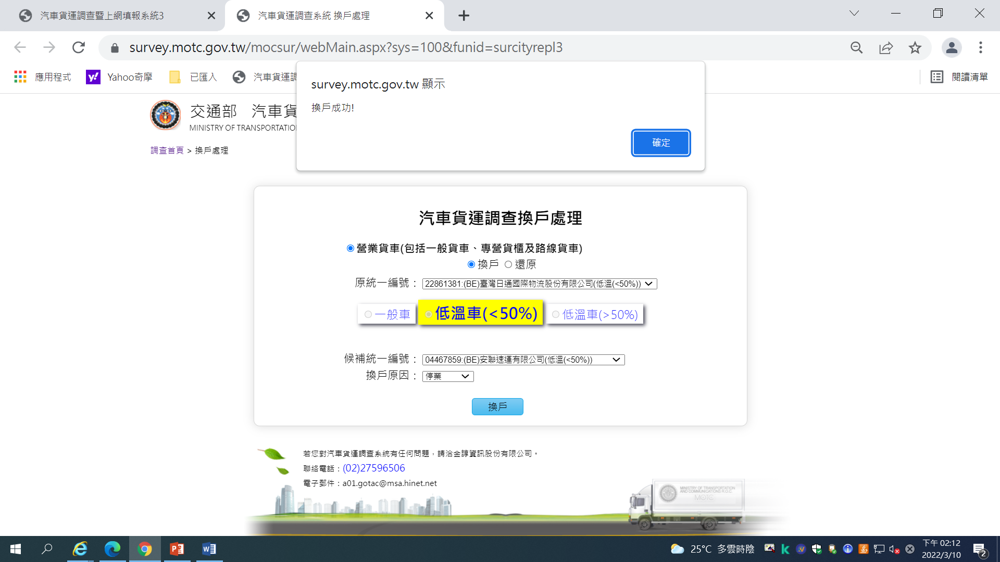 汽車貨運調查暨上網填報系統3
汽車貨運調查系統 換戶處理
survey.motc.gov.tw/mocsur/webMain.aspx?sys=100&funid=surcityrepl3
應用程式
Yahoo奇摩
已匯入
汽車貨運調
閱讀清單
survey.motc.gov.tw 顯示
換戶成功!
確定
交通部 汽車貨
MINISTRY OF TRANSPORTATIO
調查首頁 > 換戶處理
汽車貨運調查換戶處理
營業貨車(包括一般貨車、專營貨櫃及路線貨車)
換戶 還原
原統一編號： 22861381:(BE)臺灣日通國際物流股份有限公司(低溫(<50%))
一般車 低溫車(<50%) 低溫車(>50%)
候補統一編號： 04467859:(BE)安聯速運有限公司(低溫(<50%))
換戶原因： 停業
換戶
若您對汽車貨運調查系統有任何問題，請洽金諄資訊股份有限公司。
聯絡電話：(02)27596506
電子郵件：a01.gotac@msa.hinet.net
MINISTRY OF TRANSPORTATION
AND COMMUNICATIONS R.O.C.
MOTC
25°C 多雲時陰
下午 02:12
2022/3/10
2